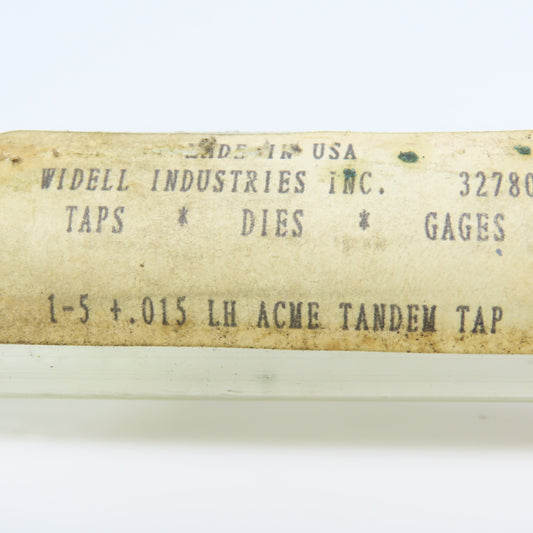 MADE IN USA
WIDELL INDUSTRIES INC. 32780
TAPS * DIES * GAGES
1-5 +.015 LH ACME TANDEM TAP